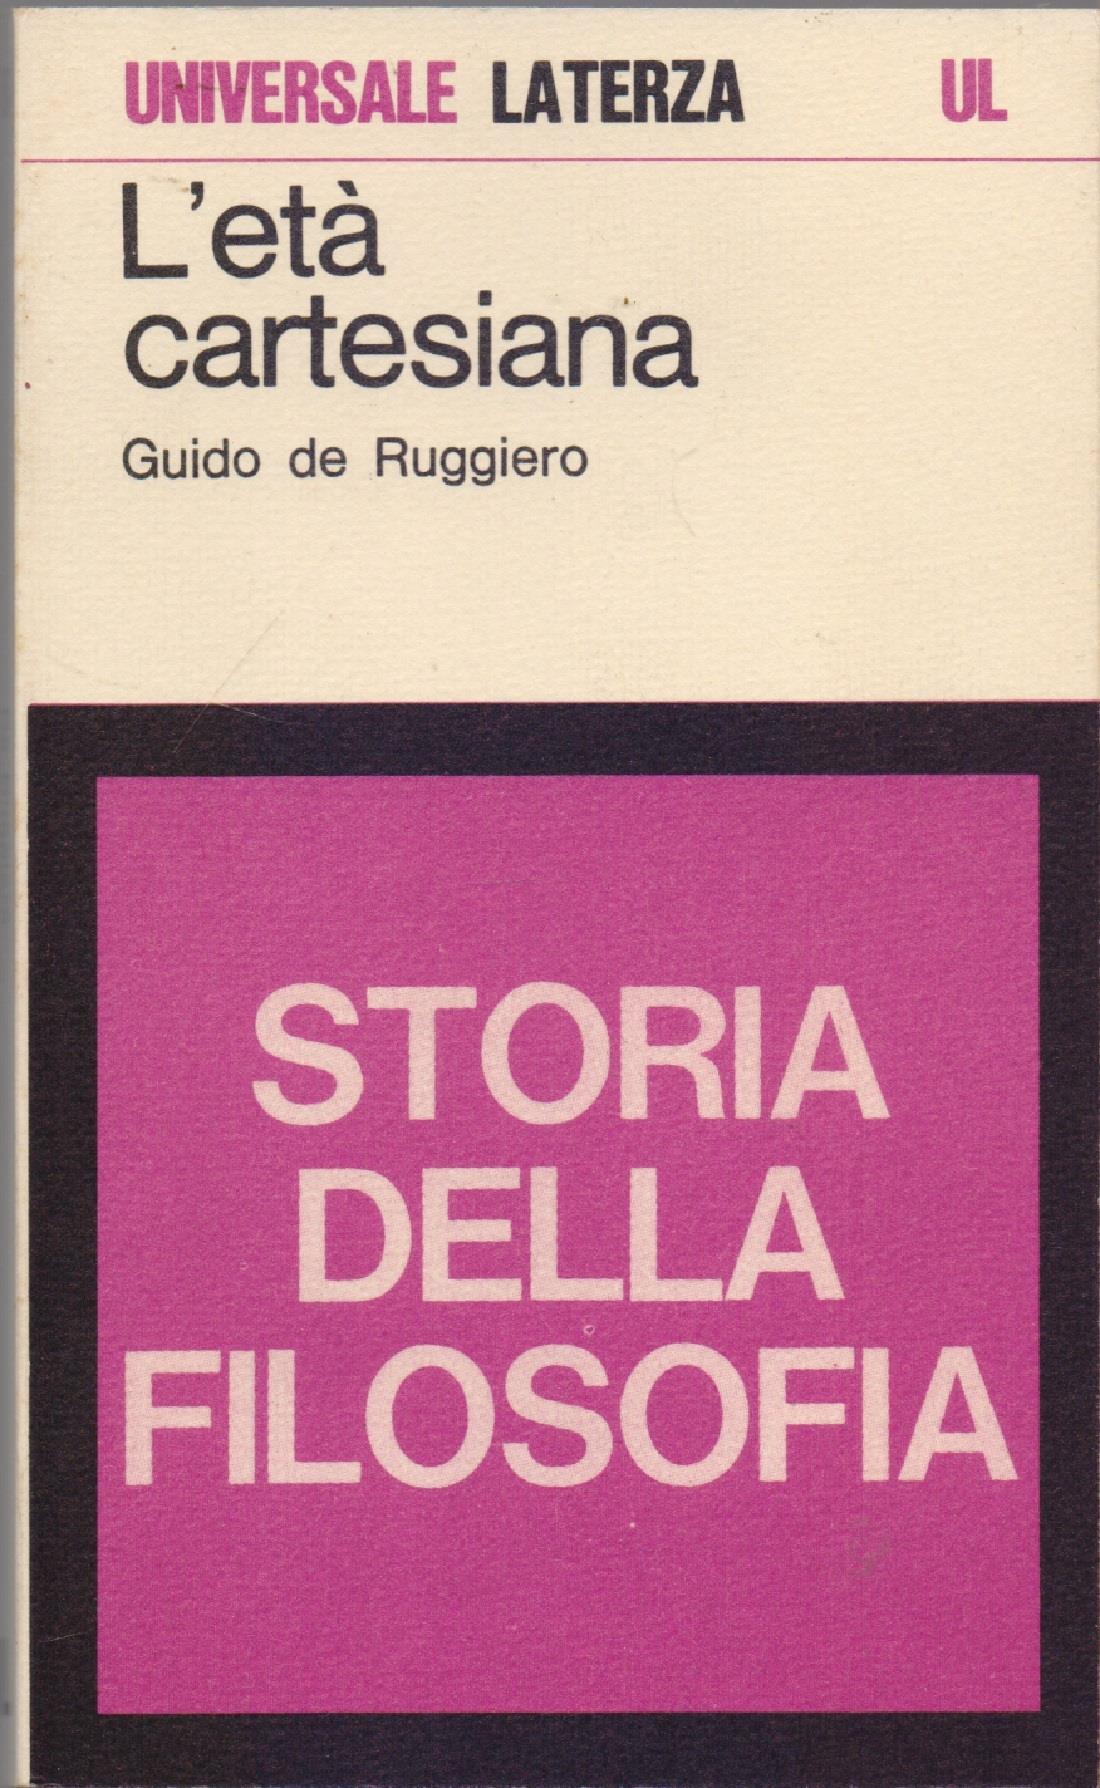 UNIVERSALE LATERZA UL
L'età
cartesiana
Guido de Ruggiero
STORIA
DELLA
FILOSOFIA